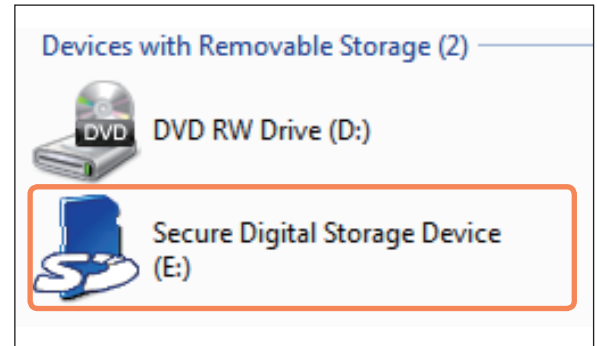 Devices with Removable Storage (2)
DVD
DVD RW Drive (D:)
SD
Secure Digital Storage Device
(E:)